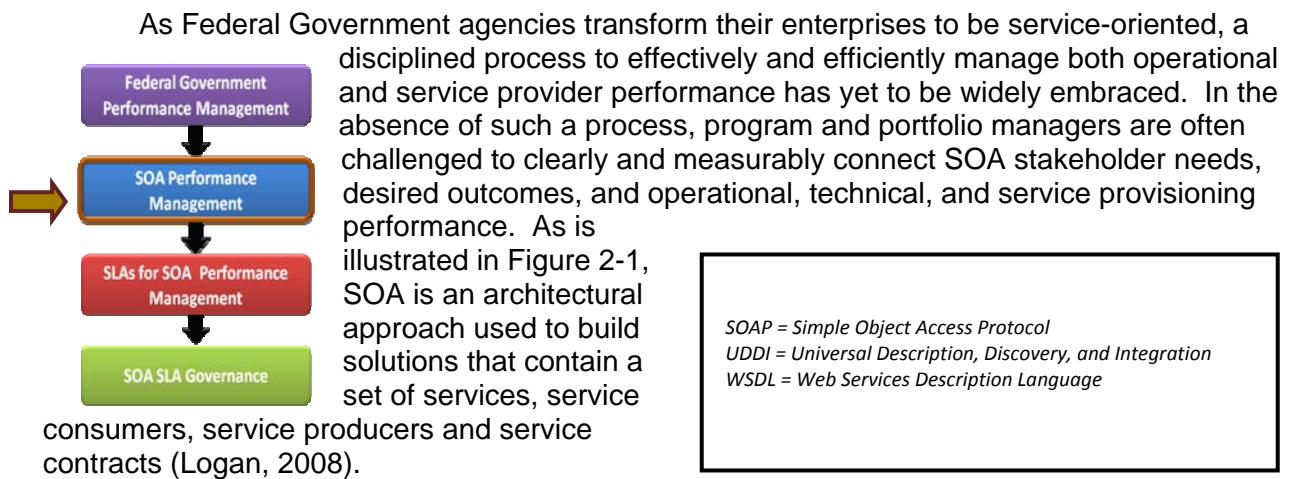 As Federal Government agencies transform their enterprises to be service-oriented, a
disciplined process to effectively and efficiently manage both operational
and service provider performance has yet to be widely embraced. In the
absence of such a process, program and portfolio managers are often
challenged to clearly and measurably connect SOA stakeholder needs,
desired outcomes, and operational, technical, and service provisioning
performance. As is
illustrated in Figure 2-1,
SOA is an architectural
approach used to build
solutions that contain a
set of services, service
consumers, service producers and service
contracts (Logan, 2008).
Federal Government
Performance Management
SOA Performance
Management
SLAs for SOA Performance
Management
SOA SLA Governance
SOAP = Simple Object Access Protocol
UDDI = Universal Description, Discovery, and Integration
WSDL = Web Services Description Language